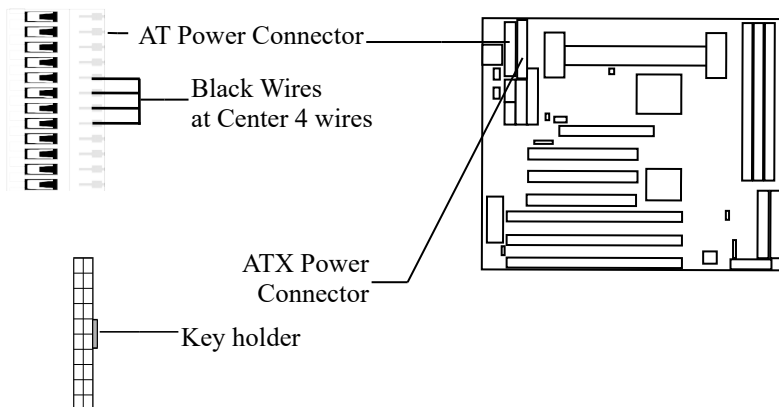 AT Power Connector
Black Wires
at Center 4 wires
ATX Power
Connector
Key holder